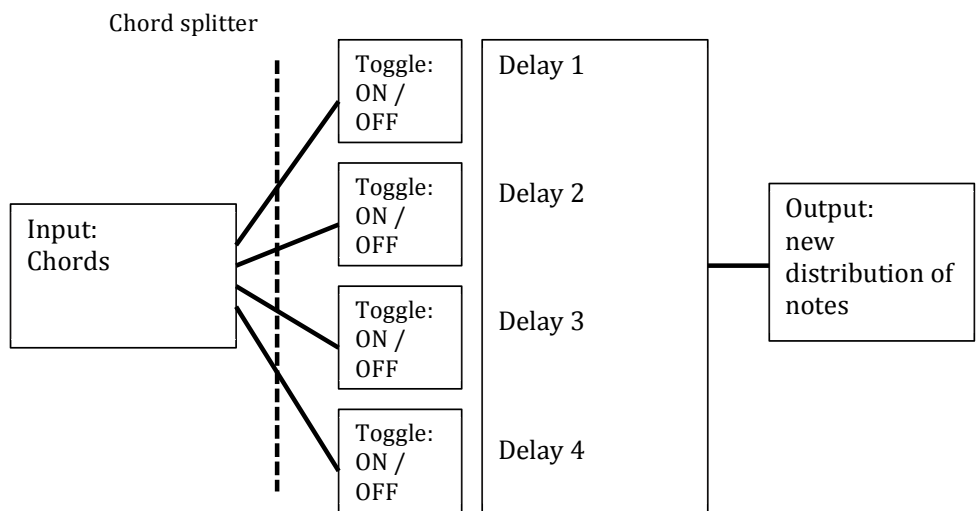 Chord splitter
Input:
Chords
Toggle:
ON /
OFF
Toggle:
ON /
OFF
Toggle:
ON /
OFF
Toggle:
ON /
OFF
Delay 1
Delay 2
Delay 3
Delay 4
Output:
new
distribution of
notes